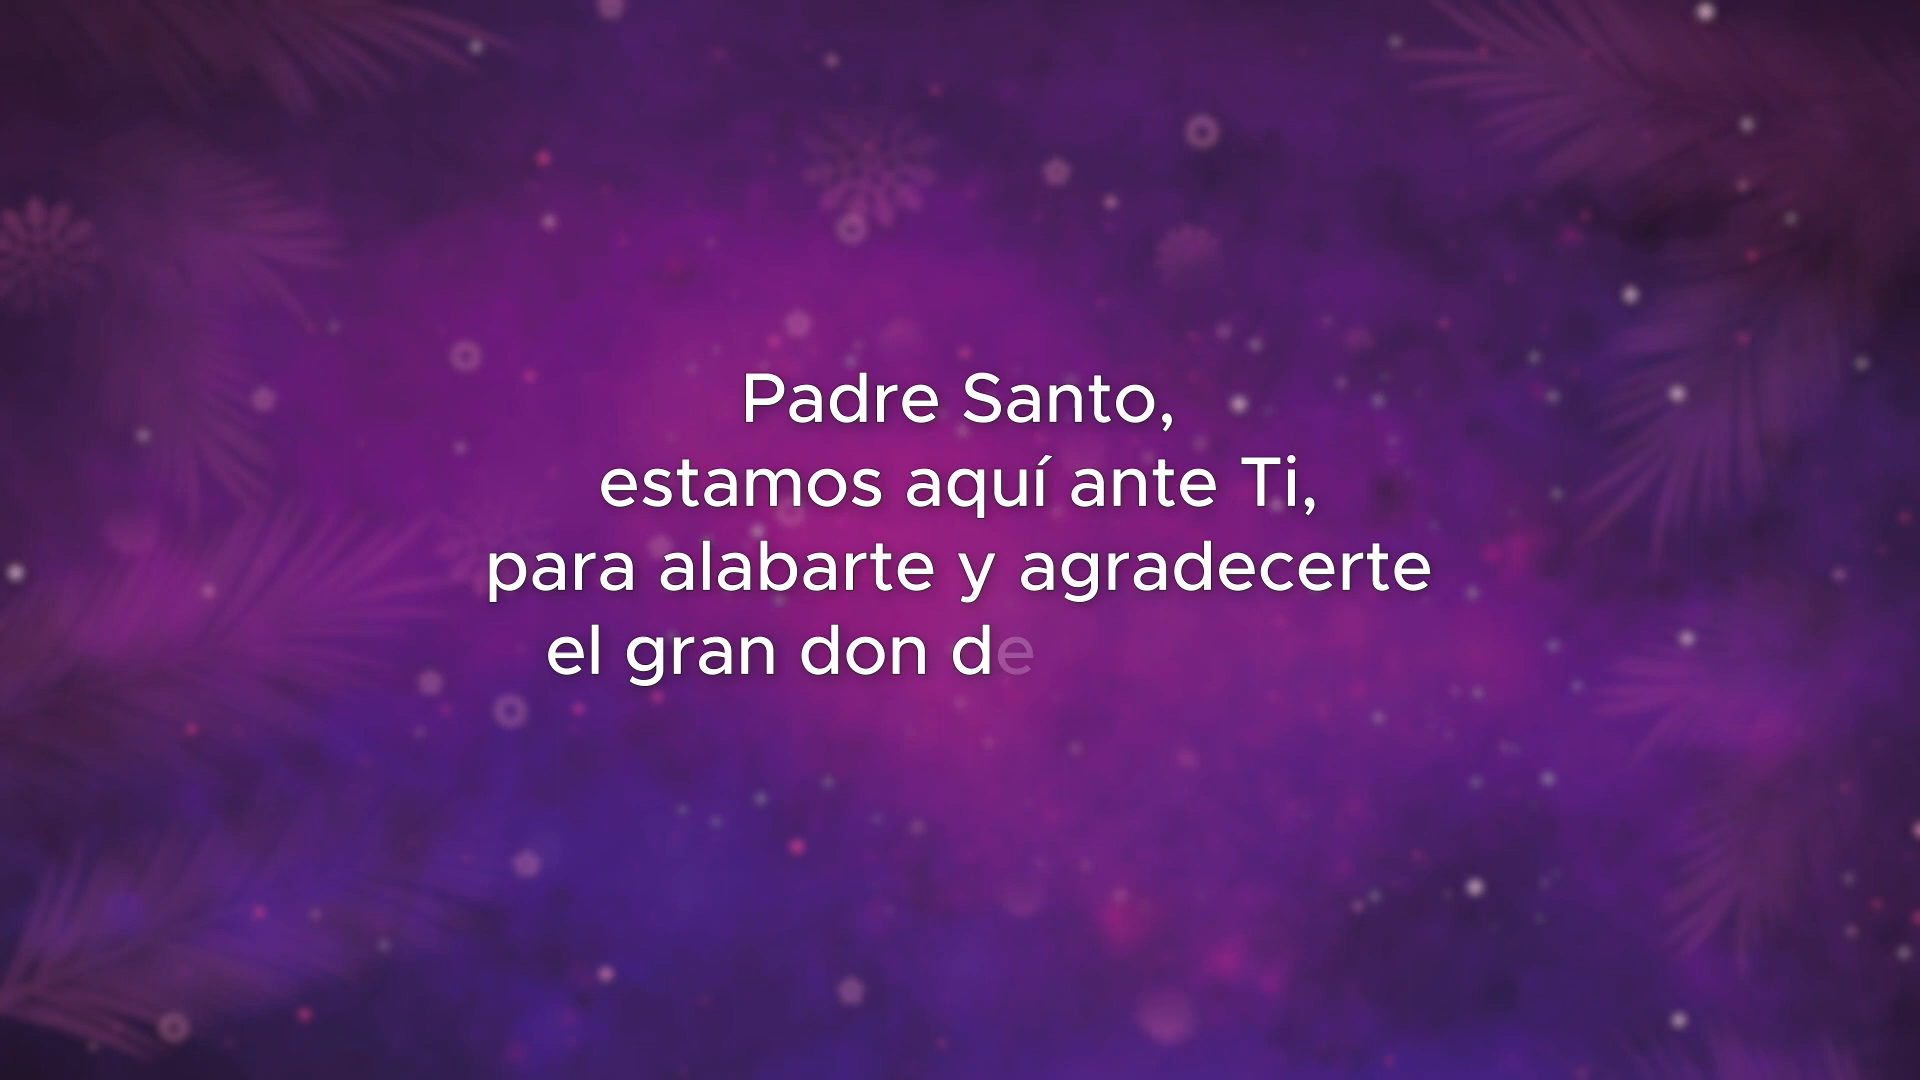 Padre Santo,
estamos aquí ante Ti,
para alabarte y agradecerte
el gran don de